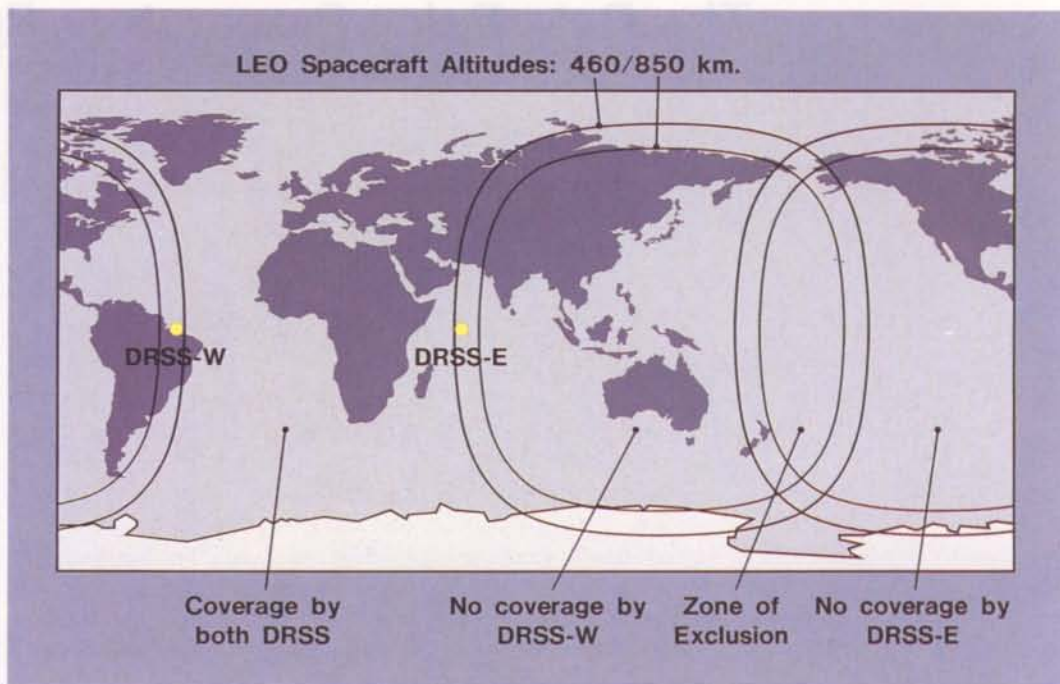 LEO Spacecraft Altitudes: 460/850 km.
DRSS-W
DRSS-E
Coverage by
both DRSS
No coverage by
DRSS-W
Zone of
Exclusion
No coverage by
DRSS-E